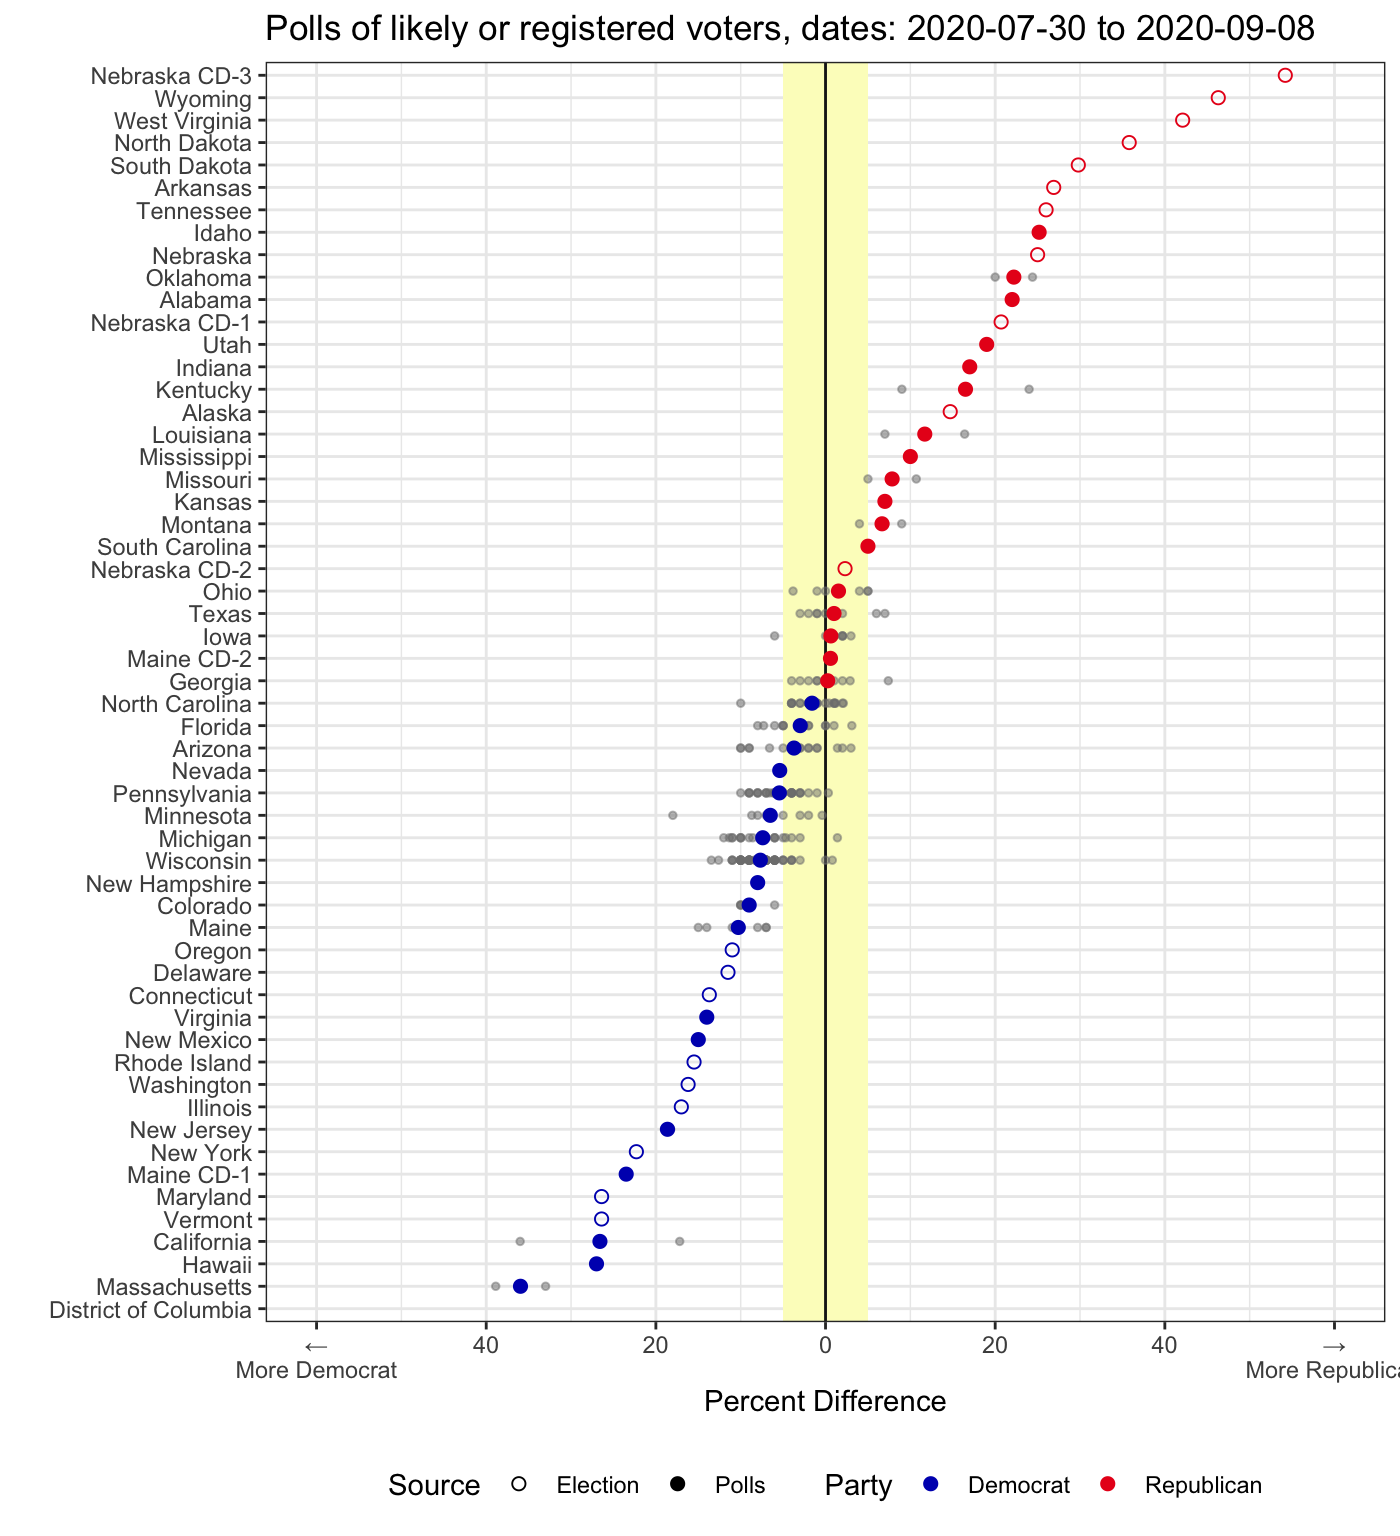 Polls of likely or registered voters, dates: 2020-07-30 to 2020-09-08
Nebraska CD-3
Wyoming
West Virginia
North Dakota
South Dakota
Arkansas
Tennessee
Idaho
Nebraska
Oklahoma
Alabama
Nebraska CD-1
Utah
Indiana
Kentucky
Alaska
Louisiana
Mississippi
Missouri
Kansas
Montana
South Carolina
Nebraska CD-2
Ohio
Texas
Iowa
Maine CD-2
Georgia
North Carolina
Florida
Arizona
Nevada
Pennsylvania
Minnesota
Michigan
Wisconsin
New Hampshire
Colorado
Maine
Oregon
Delaware
Connecticut
Virginia
New Mexico
Rhode Island
Washington
Illinois
New Jersey
New York
Maine CD-1
Maryland
Vermont
California
Hawaii
Massachusetts
District of Columbia
← 40 20 0 20 40 →
More Democrat More Republica
Percent Difference
Source Election Polls Party Democrat Republican